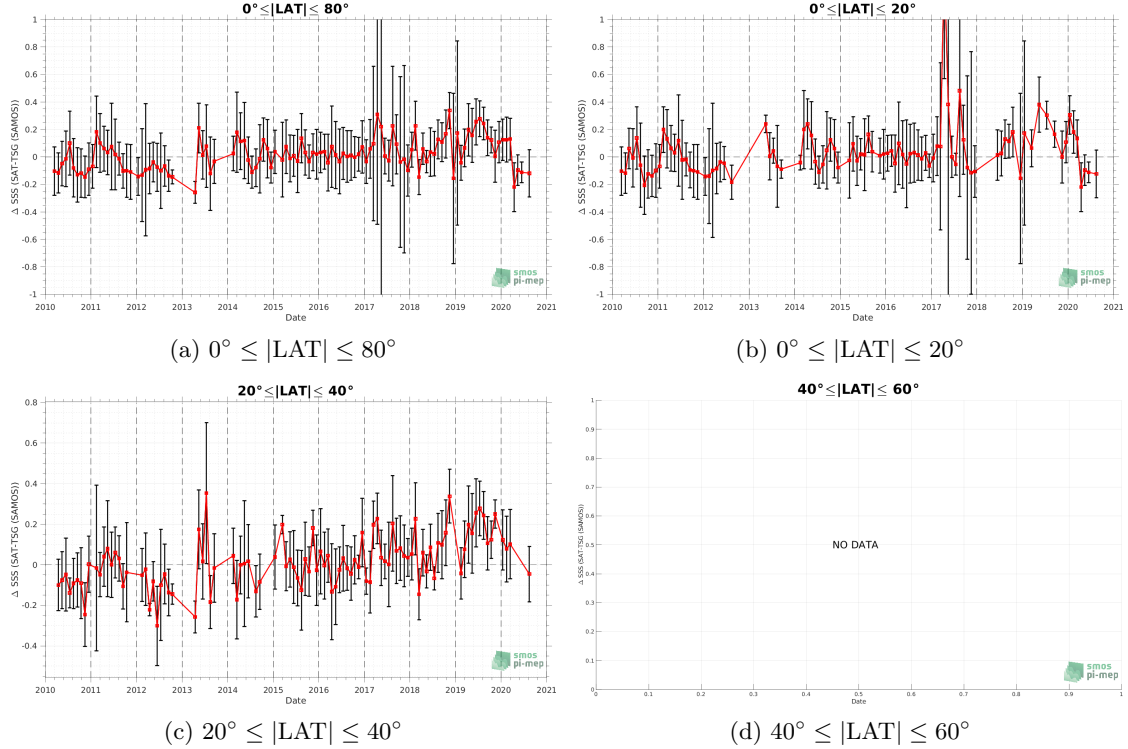 0°≤|LAT|≤ 80°
Δ SSS (SAT-TSG (SAMOS))
1
0.8
0.6
0.4
0.2
0
-0.2
-0.4
-0.6
-0.8
-1
2010 2011 2012 2013 2014 2015 2016 2017 2018 2019 2020 2021
Date
smos
pi-mep
(a) 0° ≤ |LAT| ≤ 80°
0°≤|LAT|≤ 20°
Δ SSS (SAT-TSG (SAMOS))
1
0.8
0.6
0.4
0.2
0
-0.2
-0.4
-0.6
-0.8
-1
2010 2011 2012 2013 2014 2015 2016 2017 2018 2019 2020 2021
Date
smos
pi-mep
(b) 0° ≤ |LAT| ≤ 20°
20°≤|LAT|≤ 40°
Δ SSS (SAT-TSG (SAMOS))
0.8
0.6
0.4
0.2
0
-0.2
-0.4
2010 2011 2012 2013 2014 2015 2016 2017 2018 2019 2020 2021
Date
smos
pi-mep
(c) 20° ≤ |LAT| ≤ 40°
40°≤|LAT|≤ 60°
Δ SSS (SAT-TSG (SAMOS))
1
0.9
0.8
0.7
0.6
0.5
0.4
0.3
0.2
0.1
0
NO DATA
0 0.1 0.2 0.3 0.4 0.5 0.6 0.7 0.8 0.9 1
Date
smos
pi-mep
(d) 40° ≤ |LAT| ≤ 60°